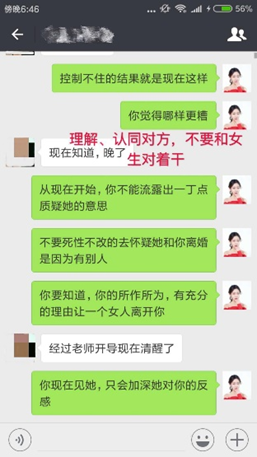 傍晚6:46
56%
控制不住的结果就是现在这样
你觉得哪样更糟
理解、认同对方，不要和女
生对着干
现在知道，晚了
从现在开始，你不能流露出一丁点
质疑她的意思
不要死性不改的去怀疑她和你离婚
是因为有别人
你要知道，你的所作所为，有充分
的理由让一个女人离开你
经过老师开导现在清醒了
你现在见她，只会加深她对你的反
感